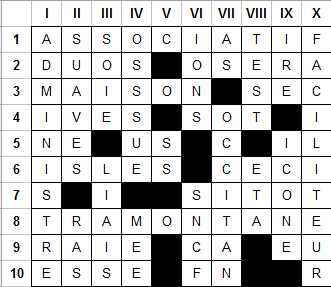 I II III IV V VI VII VIII IX X
1 A S S O C I A T I F
2 D U O S O S E R A
3 M A I S O N S E C
4 I V E S S O T I
5 N E U S C I L
6 I S L E S C E C I
7 S I S I T O T
8 T R A M O N T A N E
9 R A I E C A E U
10 E S S E F N R